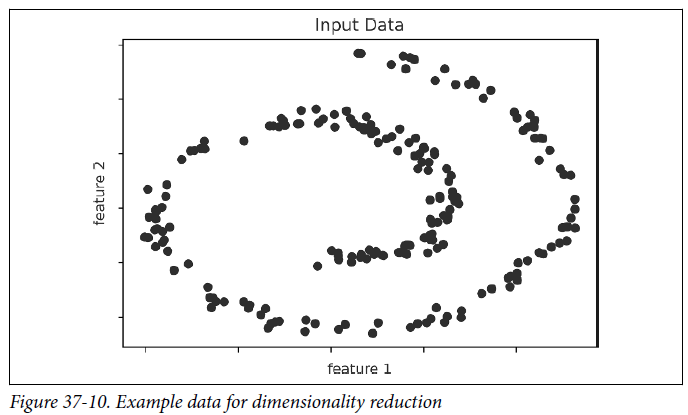 Input Data
feature 2
feature 1
Figure 37-10. Example data for dimensionality reduction